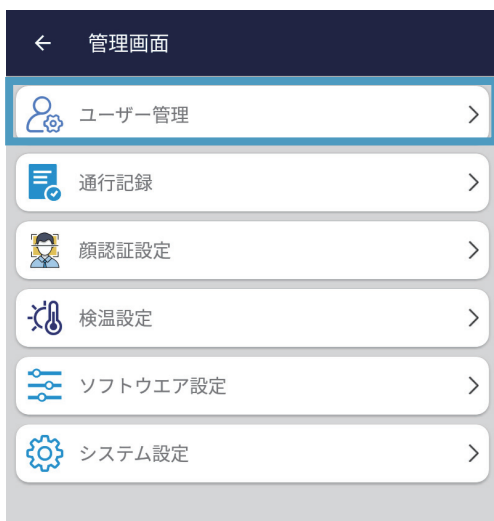 管理画面
ユーザー管理
通行記録
顔認証設定
検温設定
ソフトウエア設定
システム設定